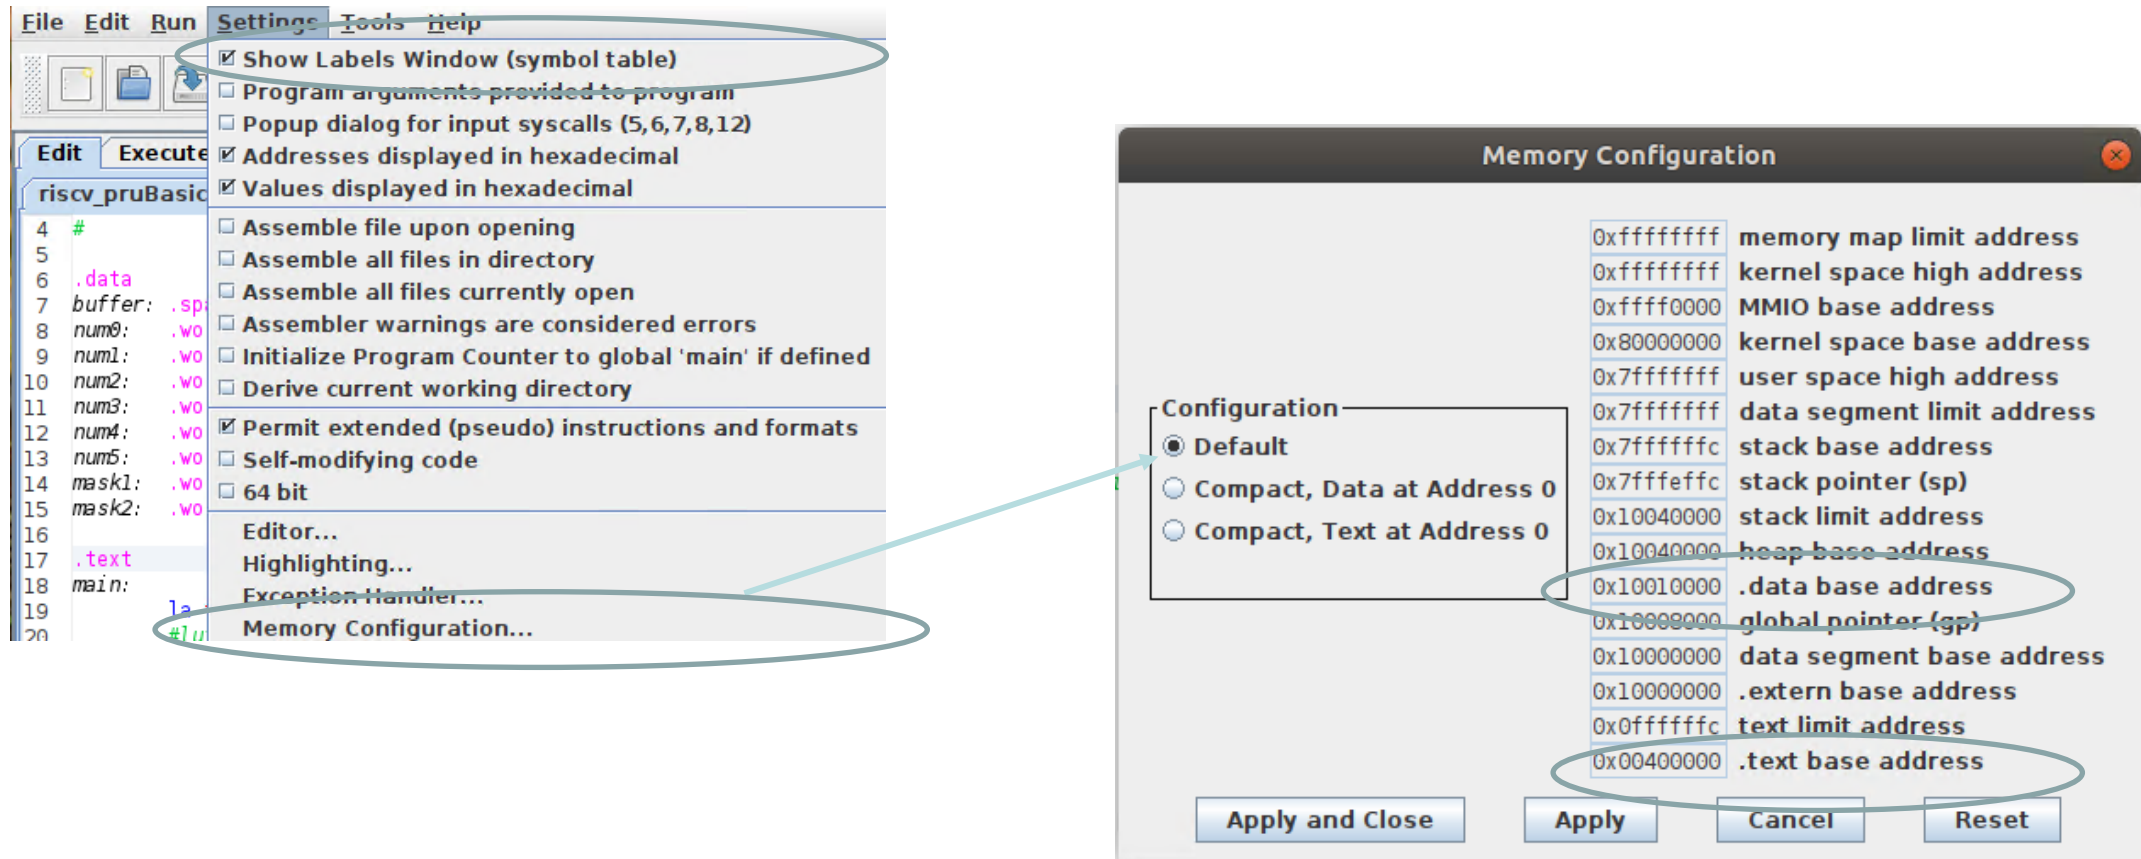 File Edit Run Settings Tools Help
Show Labels Window (symbol table)
Program arguments provided to program
Popup dialog for input syscalls (5,6,7,8,12)
Addresses displayed in hexadecimal
Values displayed in hexadecimal
Assemble file upon opening
Assemble all files in directory
Assemble all files currently open
Assembler warnings are considered errors
Initialize Program Counter to global 'main' if defined
Derive current working directory
Permit extended (pseudo) instructions and formats
Self-modifying code
64 bit
Editor...
Highlighting...
Exception Handler...
Memory Configuration...
Edit Execute
riscv_pruBasic
4 #
5
6 .data
7 buffer: .spa
8 num0: .wo
9 num1: .wo
10 num2: .wo
11 num3: .wo
12 num4: .wo
13 num5: .wo
14 mask1: .wo
15 mask2: .wo
16
17 .text
18 main:
19 la
20 #lu
Memory Configuration
Configuration
Default
Compact, Data at Address 0
Compact, Text at Address 0
0xffffffff memory map limit address
0xffffffff kernel space high address
0xffff0000 MMIO base address
0x80000000 kernel space base address
0x7fffffff user space high address
0x7fffffff data segment limit address
0x7ffffffc stack base address
0x7fffeffc stack pointer (sp)
0x10040000 stack limit address
0x10040000 heap base address
0x10010000 .data base address
0x10008000 global pointer (gp)
0x10000000 data segment base address
0x10000000 .extern base address
0x0ffffffc text limit address
0x00400000 .text base address
Apply and Close Apply Cancel Reset